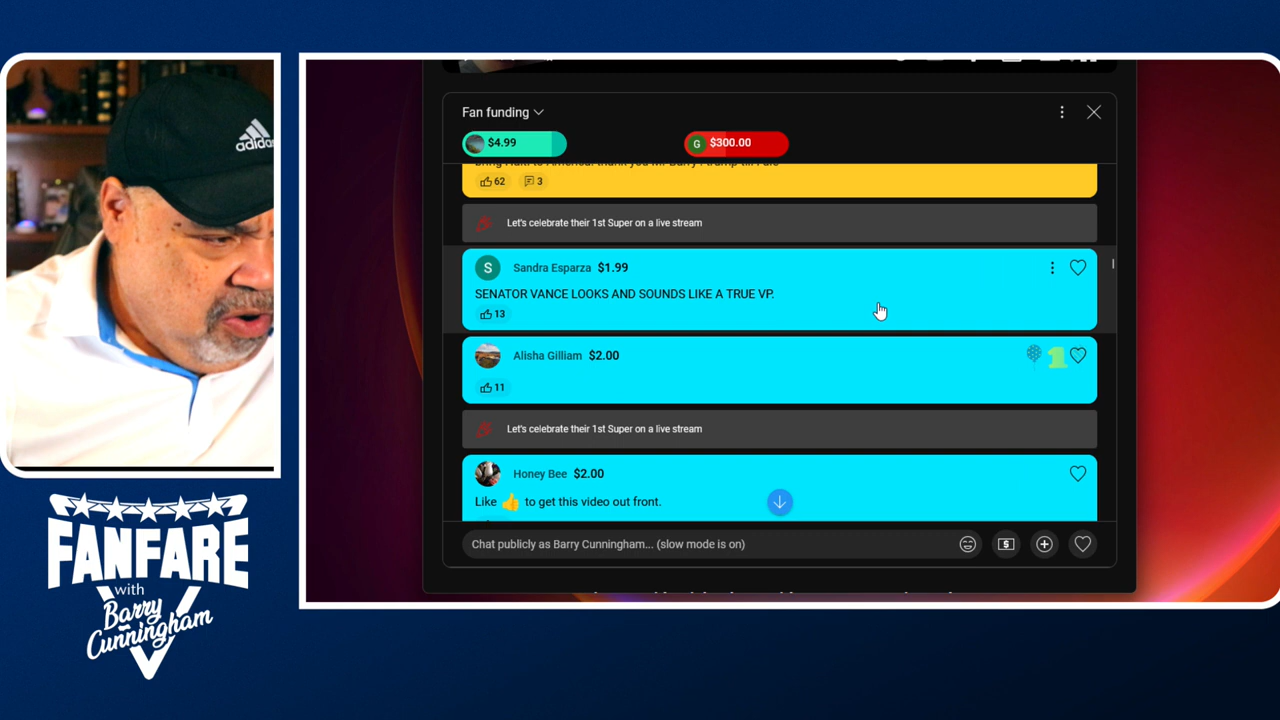 adidas
Fan funding
$4.99
G $300.00
62 3
Let's celebrate their 1st Super on a live stream
S Sandra Esparza $1.99
SENATOR VANCE LOOKS AND SOUNDS LIKE A TRUE VP.
13
Alisha Gilliam $2.00
1
11
Let's celebrate their 1st Super on a live stream
Honey Bee $2.00
Like 👍 to get this video out front.
Chat publicly as Barry Cunningham... (slow mode is on)
FANFARE
with
Barry
Cunningham